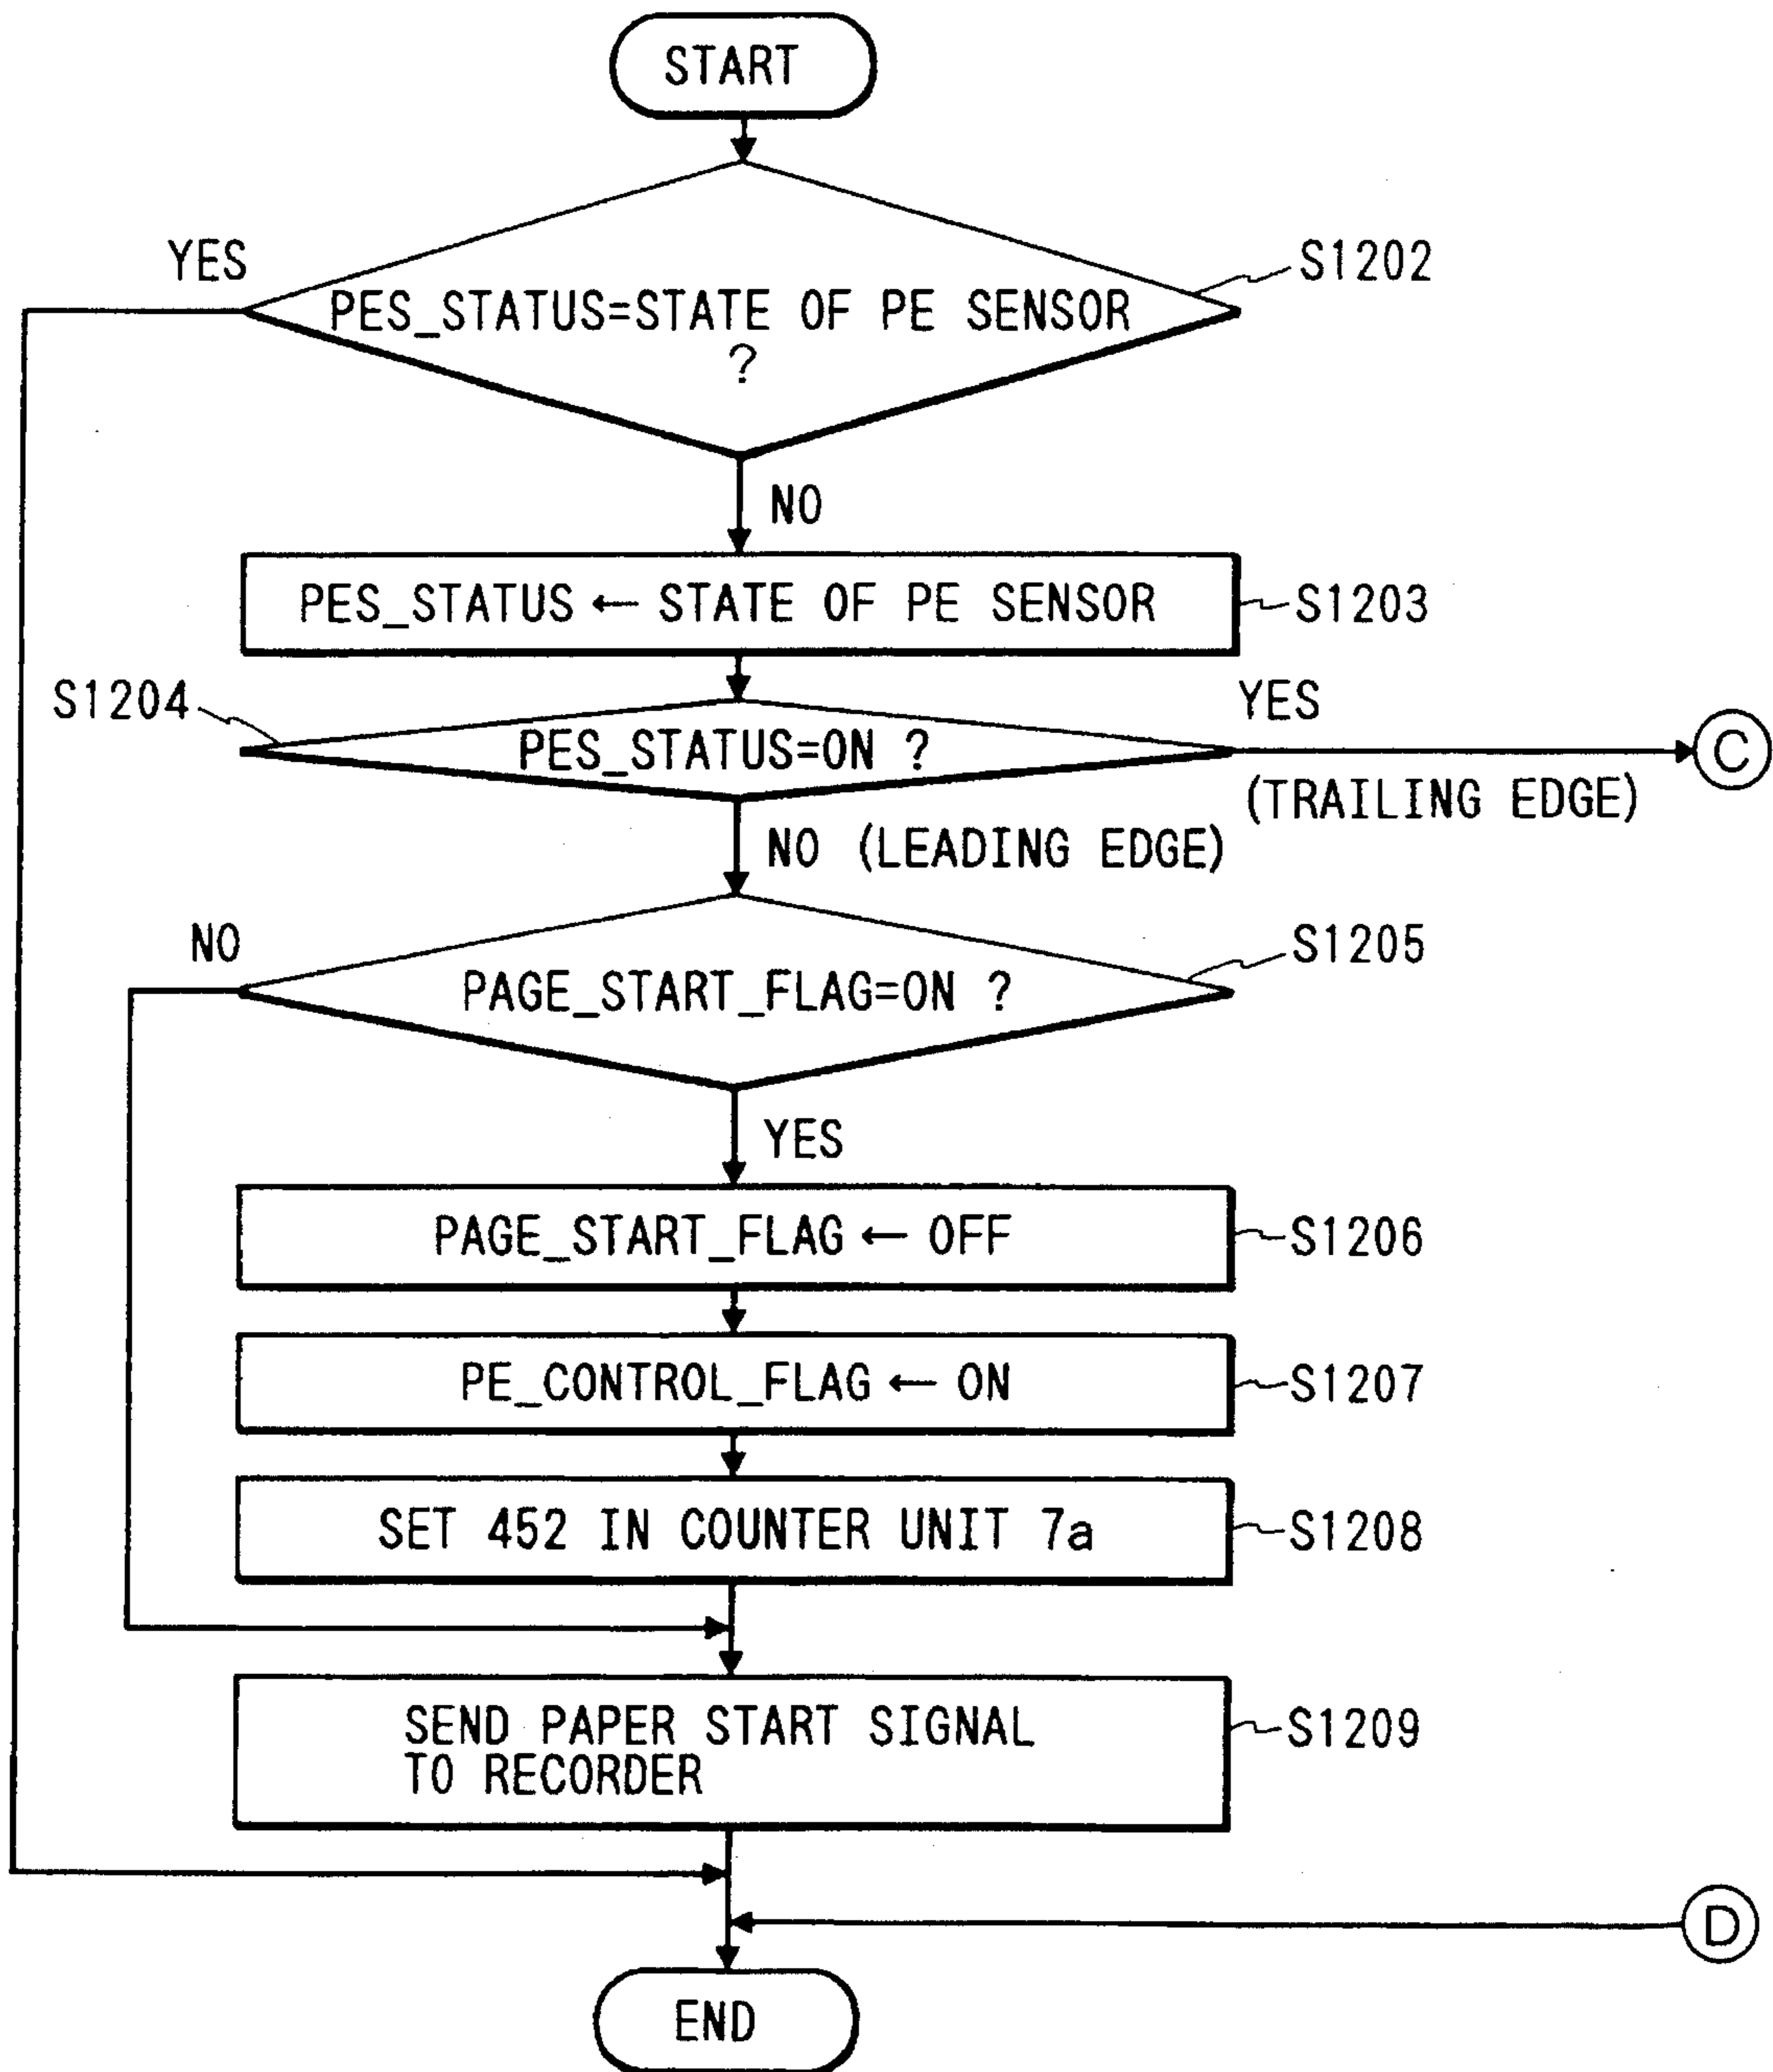 START
YES
S1202
PES_STATUS=STATE OF PE SENSOR
?
NO
PES_STATUS ← STATE OF PE SENSOR
S1203
S1204
YES
PES_STATUS=ON ?
C
(TRAILING EDGE)
NO (LEADING EDGE)
NO
S1205
PAGE_START_FLAG=ON ?
YES
PAGE_START_FLAG ← OFF
S1206
PE_CONTROL_FLAG ← ON
S1207
SET 452 IN COUNTER UNIT 7a
S1208
SEND PAPER START SIGNAL
TO RECORDER
S1209
D
END